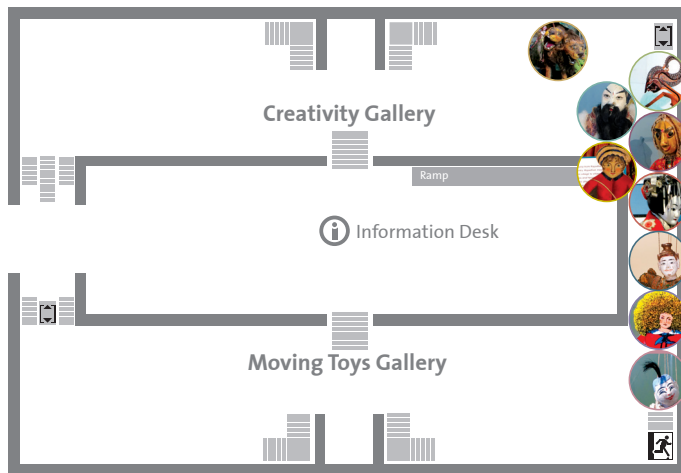 Creativity Gallery
Ramp
Information Desk
Moving Toys Gallery